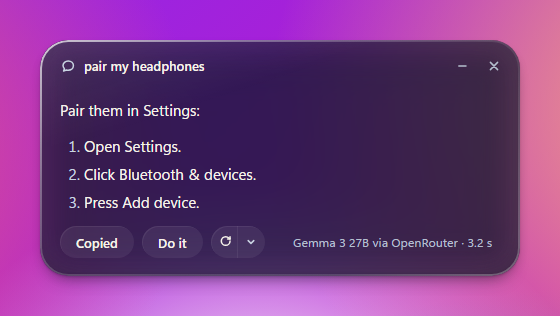 pair my headphones
Pair them in Settings:
1. Open Settings.
2. Click Bluetooth & devices.
3. Press Add device.
Copied Do it Gemma 3 27B via OpenRouter · 3.2 s